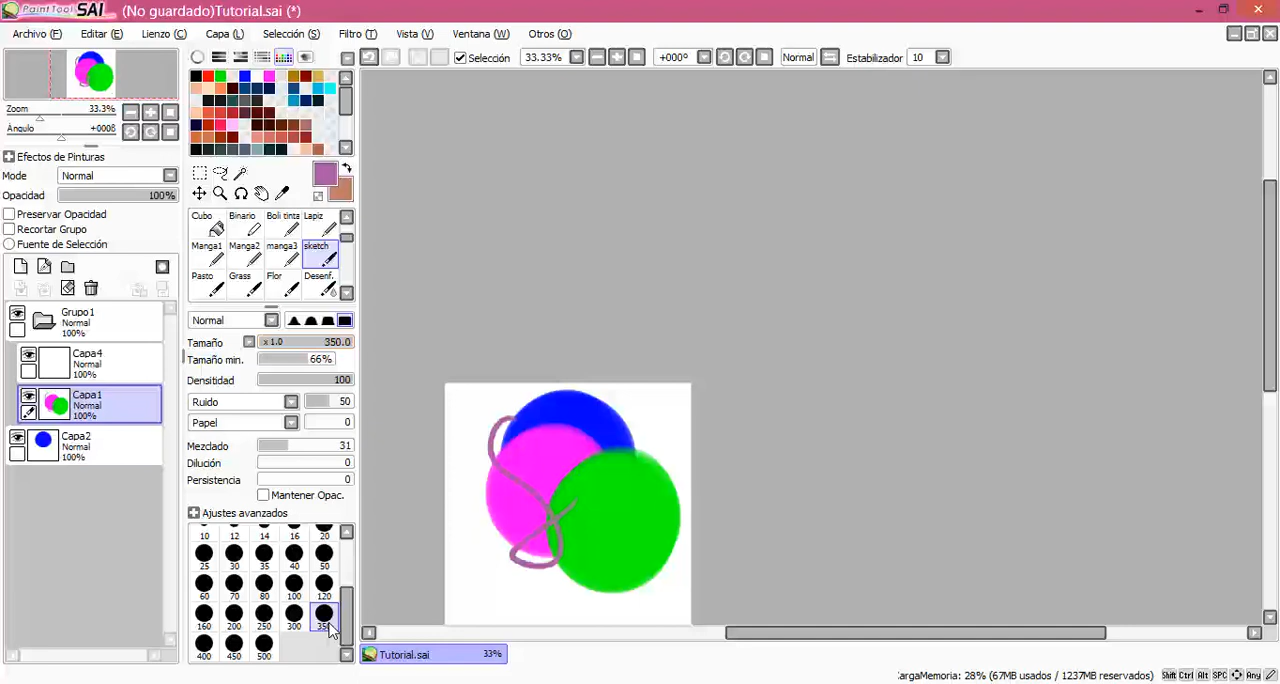 PaintTool SAI (No guardado)Tutorial.sai (*)
Archivo (F) Editar (E) Lienzo (C) Capa (L) Selección (S) Filtro (T) Vista (V) Ventana (W) Otros (O)
Selección 33.33% +000º Normal Estabilizador 10
Zoom 33.3%
Ángulo +000ß
Efectos de Pinturas
Mode Normal
Opacidad 100%
Preservar Opacidad
Recortar Grupo
Fuente de Selección
Grupo1
Normal
100%
Capa4
Normal
100%
Capa1
Normal
100%
Capa2
Normal
100%
Cubo Binario Boli tinta Lapiz
Manga1 Manga2 manga3 sketch
Pasto Grass Flor Desenf.
Normal
Tamaño x 1.0 350.0
Tamaño min. 66%
Densitidad 100
Ruido 50
Papel 0
Mezclado 31
Dilución 0
Persistencia 0
Mantener Opac.
Ajustes avanzados
10 12 14 16 20
25 30 35 40 50
60 70 80 100 120
160 200 250 300 350
400 450 500
Tutorial.sai 33%
CargaMemoria: 28% (67MB usados / 1237MB reservados) Shift Ctrl Alt SPC Any